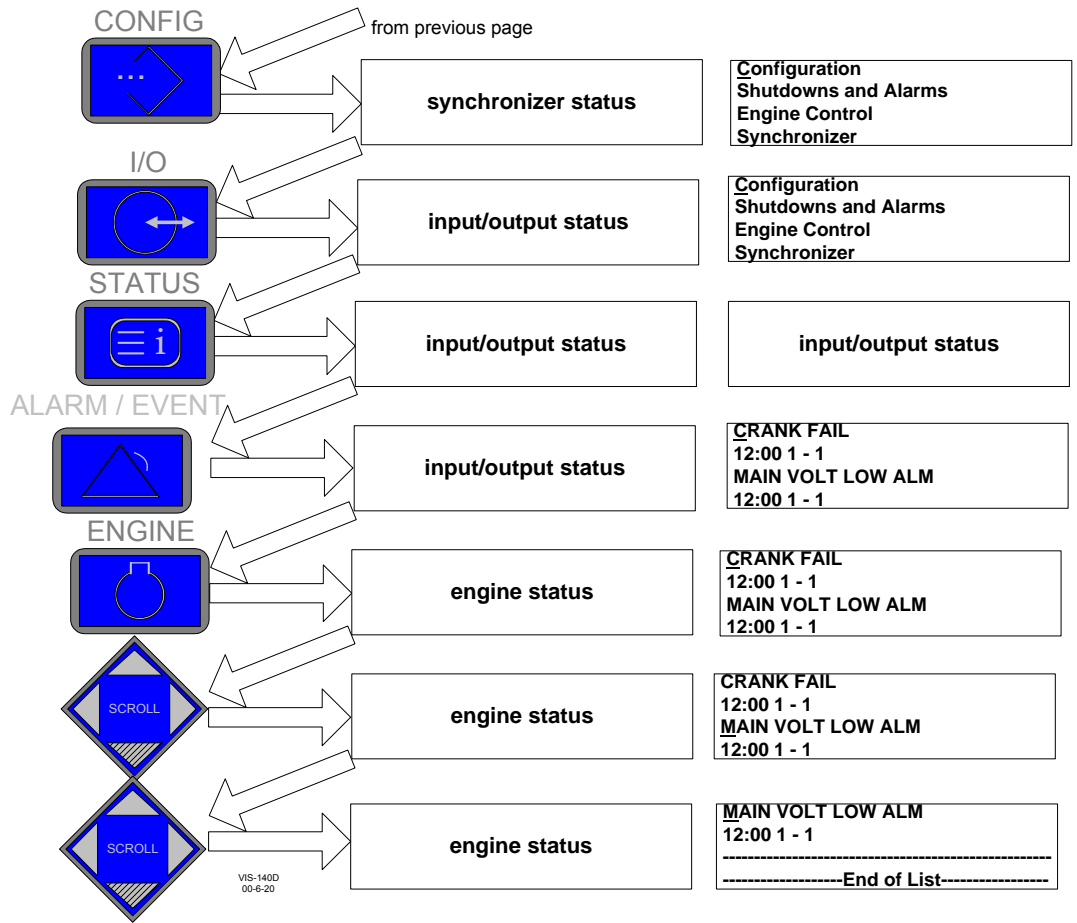 CONFIG
from previous page
synchronizer status
Configuration
Shutdowns and Alarms
Engine Control
Synchronizer
I/O
input/output status
Configuration
Shutdowns and Alarms
Engine Control
Synchronizer
STATUS
i
input/output status
input/output status
ALARM / EVENT
input/output status
CRANK FAIL
12:00 1 - 1
MAIN VOLT LOW ALM
12:00 1 - 1
ENGINE
engine status
CRANK FAIL
12:00 1 - 1
MAIN VOLT LOW ALM
12:00 1 - 1
SCROLL
engine status
CRANK FAIL
12:00 1 - 1
MAIN VOLT LOW ALM
12:00 1 - 1
SCROLL
engine status
MAIN VOLT LOW ALM
12:00 1 - 1
-----------------------------------------------------
-------------------End of List-----------------
VIS-140D
00-6-20